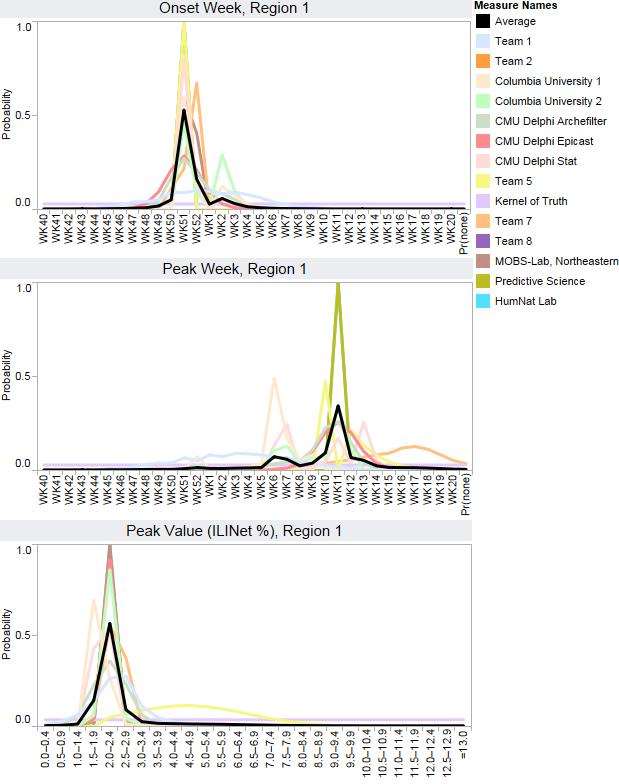 Onset Week, Region 1
1.0
0.5
0.0
Probability
WK40
WK41
WK42
WK43
WK44
WK45
WK46
WK47
WK48
WK49
WK50
WK51
WK52
WK1
WK2
WK3
WK4
WK5
WK6
WK7
WK8
WK9
WK10
WK11
WK12
WK13
WK14
WK15
WK16
WK17
WK18
WK19
WK20
Pr(none)
Peak Week, Region 1
1.0
0.5
0.0
Probability
WK40
WK41
WK42
WK43
WK44
WK45
WK46
WK47
WK48
WK49
WK50
WK51
WK52
WK1
WK2
WK3
WK4
WK5
WK6
WK7
WK8
WK9
WK10
WK11
WK12
WK13
WK14
WK15
WK16
WK17
WK18
WK19
WK20
Pr(none)
Peak Value (ILINet %), Region 1
1.0
0.5
0.0
Probability
0.0–0.4
0.5–0.9
1.0–1.4
1.5–1.9
2.0–2.4
2.5–2.9
3.0–3.4
3.5–3.9
4.0–4.4
4.5–4.9
5.0–5.4
5.5–5.9
6.0–6.4
6.5–6.9
7.0–7.4
7.5–7.9
8.0–8.4
8.5–8.9
9.0–9.4
9.5–9.9
10.0–10.4
10.5–10.9
11.0–11.4
11.5–11.9
12.0–12.4
12.5–12.9
=13.0
Measure Names
Average
Team 1
Team 2
Columbia University 1
Columbia University 2
CMU Delphi Archefilter
CMU Delphi Epicast
CMU Delphi Stat
Team 5
Kernel of Truth
Team 7
Team 8
MOBS-Lab, Northeastern
Predictive Science
HumNat Lab